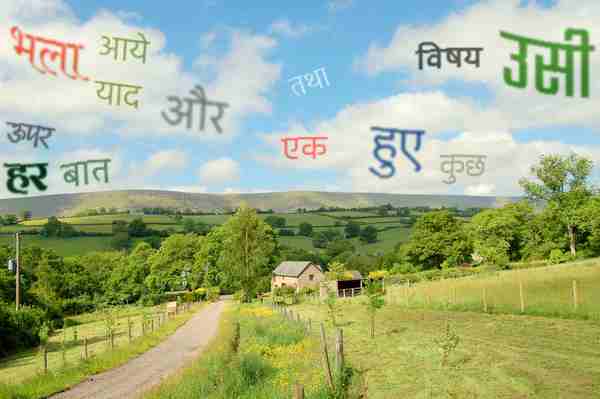 भला आये
याद
और
तथा
विषय उसी
ऊपर
हर बात
एक हुए कुछ